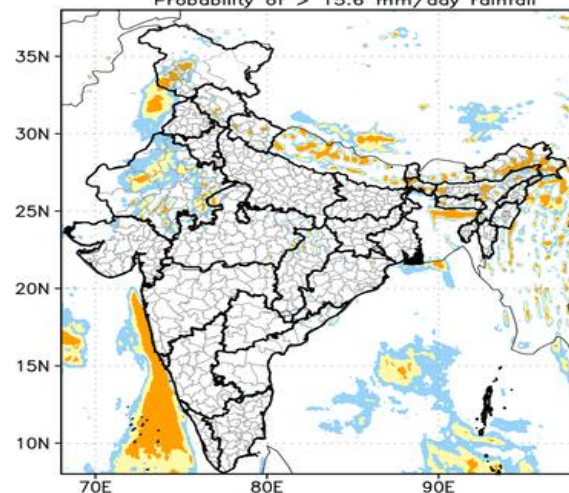 Probability of > 15.6 mm/day rainfall
35N
30N
25N
20N
15N
10N
70E 80E 90E